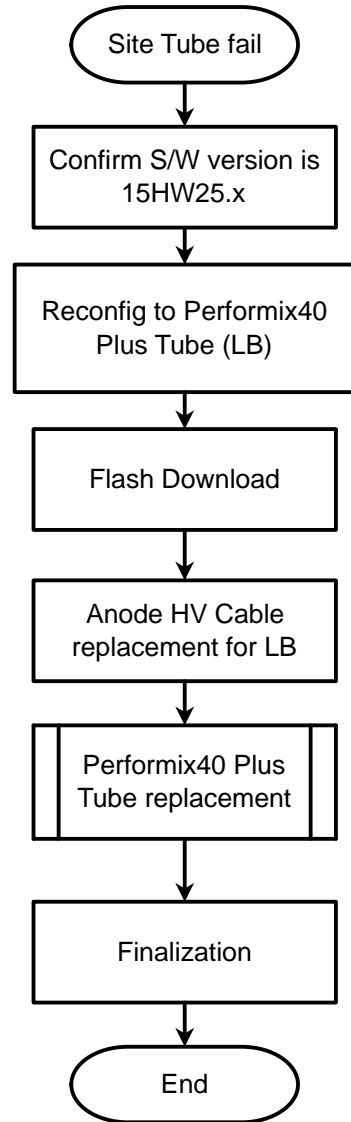 Site Tube fail
Confirm S/W version is
15HW25.x
Reconfig to Performix40
Plus Tube (LB)
Flash Download
Anode HV Cable
replacement for LB
Performix40 Plus
Tube replacement
Finalization
End